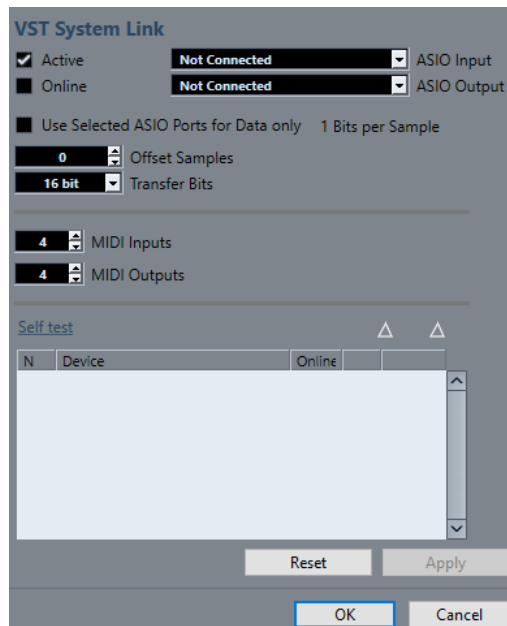 VST System Link
Active Not Connected ASIO Input
Online Not Connected ASIO Output
Use Selected ASIO Ports for Data only 1 Bits per Sample
0 Offset Samples
16 bit Transfer Bits
4 MIDI Inputs
4 MIDI Outputs
Self test
N Device Online
Reset Apply
OK Cancel